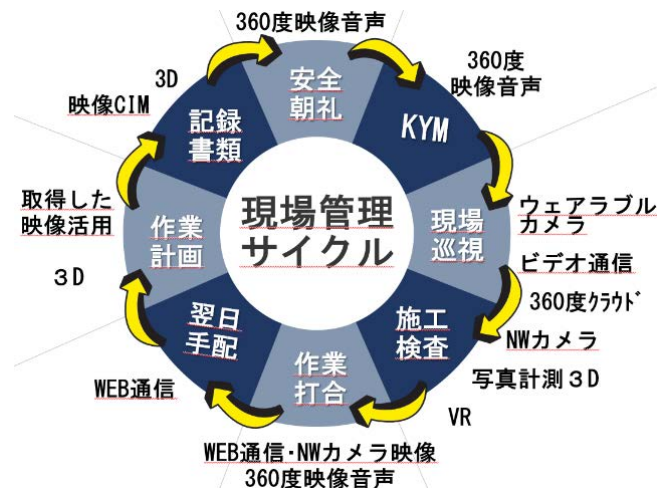 360度映像音声
安全
朝礼
360度
映像音声
KYM
現場
巡視
ウェアラブル
カメラ
ビデオ通信
360度ｸﾗｳﾄﾞ
NWカメラ
写真計測３D
施工
検査
VR
作業
打合
WEB通信･NWカメラ映像
360度映像音声
翌日
手配
WEB通信
作業
計画
３D
取得した
映像活用
記録
書類
映像CIM
3D
現場管理
サイクル